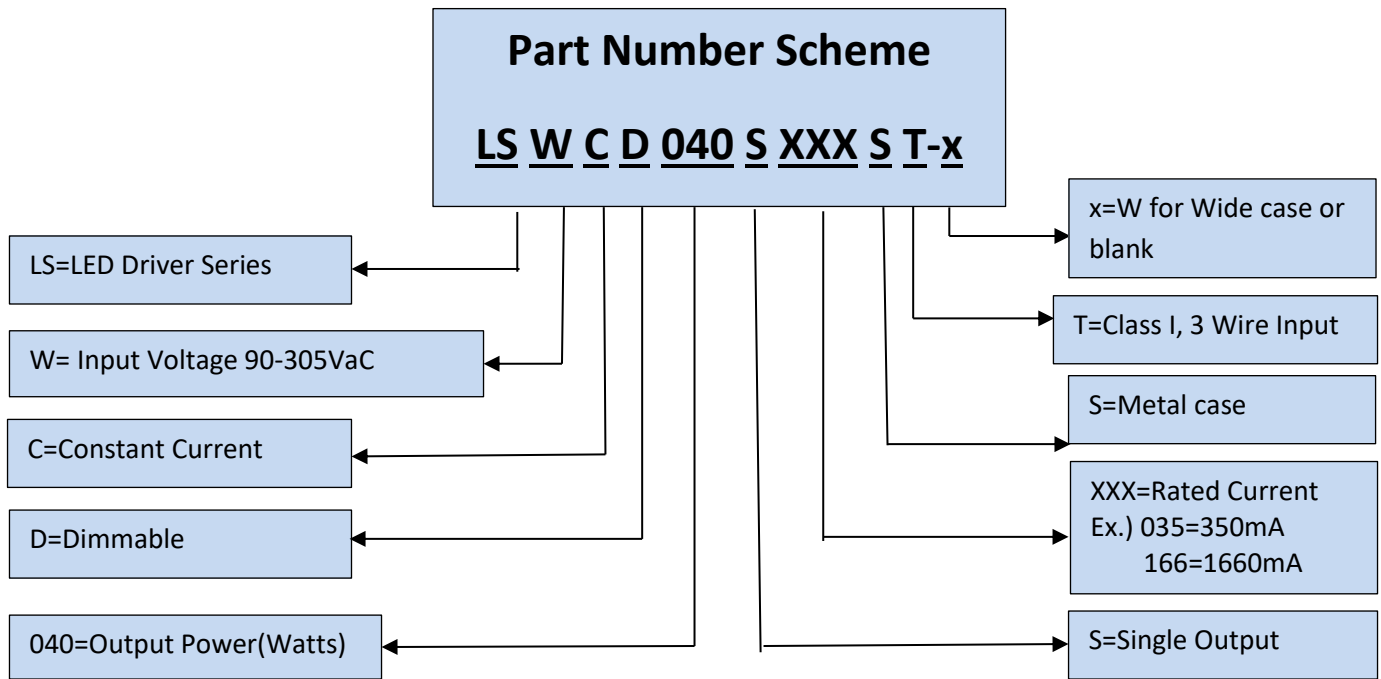 Part Number Scheme
LS W C D 040 S XXX S T-x
LS=LED Driver Series
W= Input Voltage 90-305VaC
C=Constant Current
D=Dimmable
040=Output Power(Watts)
x=W for Wide case or
blank
T=Class I, 3 Wire Input
S=Metal case
XXX=Rated Current
Ex.) 035=350mA
166=1660mA
S=Single Output